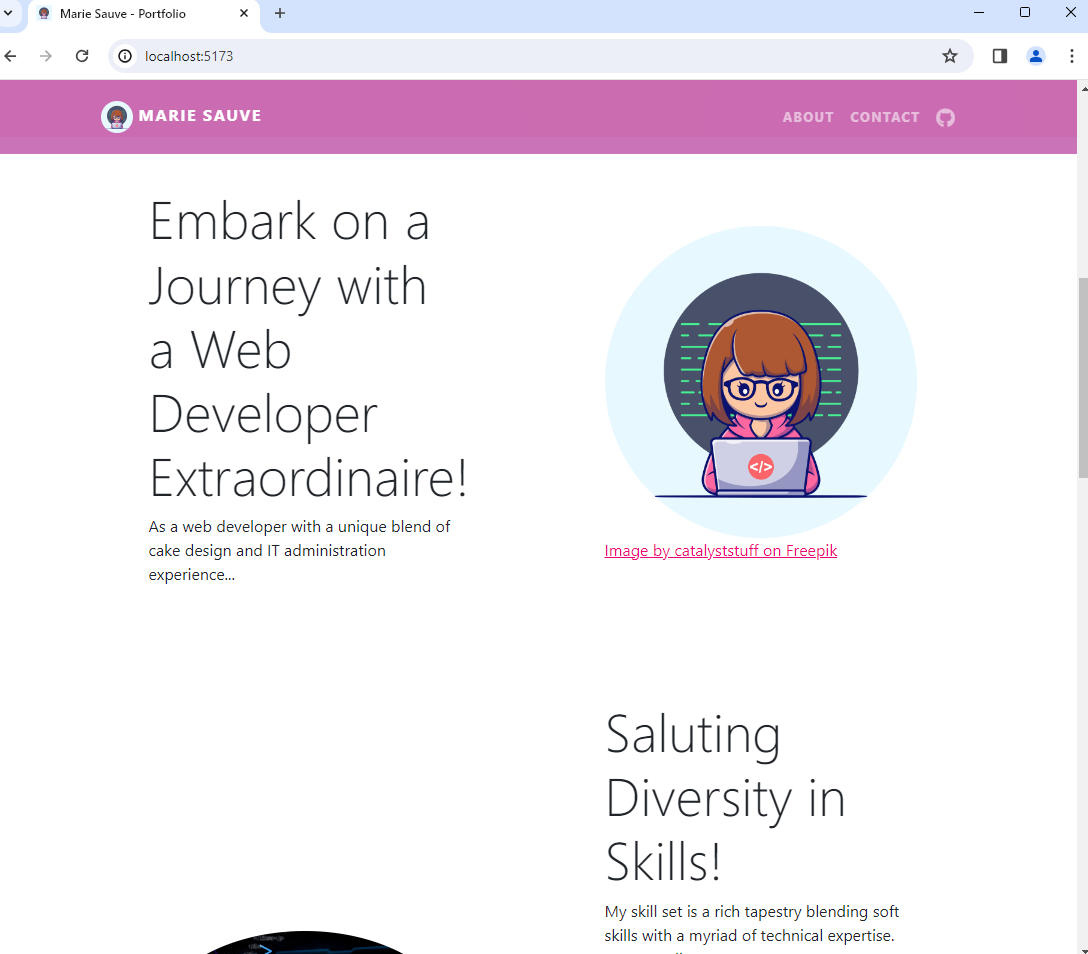 Marie Sauve - Portfolio
localhost:5173
MARIE SAUVE
ABOUT CONTACT
Embark on a
Journey with
a Web
Developer
Extraordinaire!
As a web developer with a unique blend of
cake design and IT administration
experience...
</>
Image by catalyststuff on Freepik
Saluting
Diversity in
Skills!
My skill set is a rich tapestry blending soft
skills with a myriad of technical expertise.